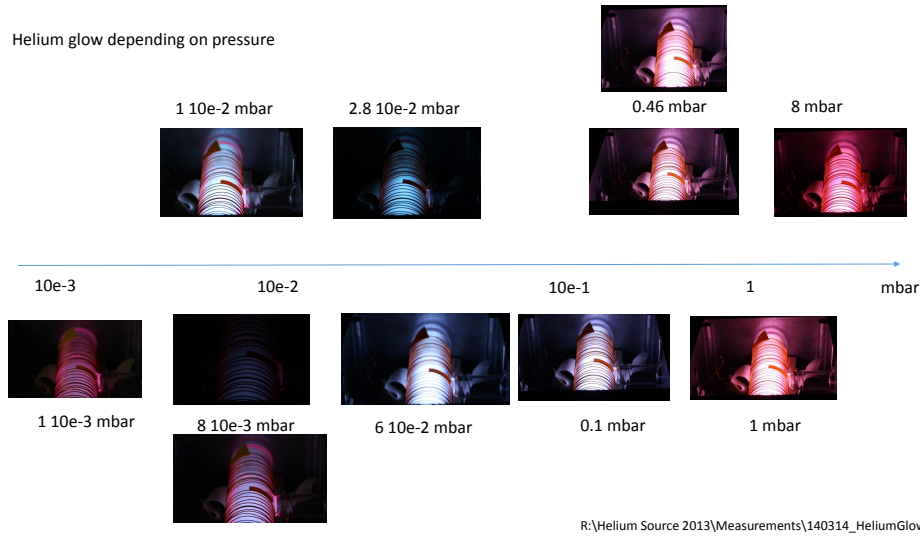 Helium glow depending on pressure
1 10e-2 mbar
2.8 10e-2 mbar
0.46 mbar
8 mbar
10e-3
10e-2
10e-1
1
mbar
1 10e-3 mbar
8 10e-3 mbar
6 10e-2 mbar
0.1 mbar
1 mbar
R:\Helium Source 2013\Measurements\140314_HeliumGlow